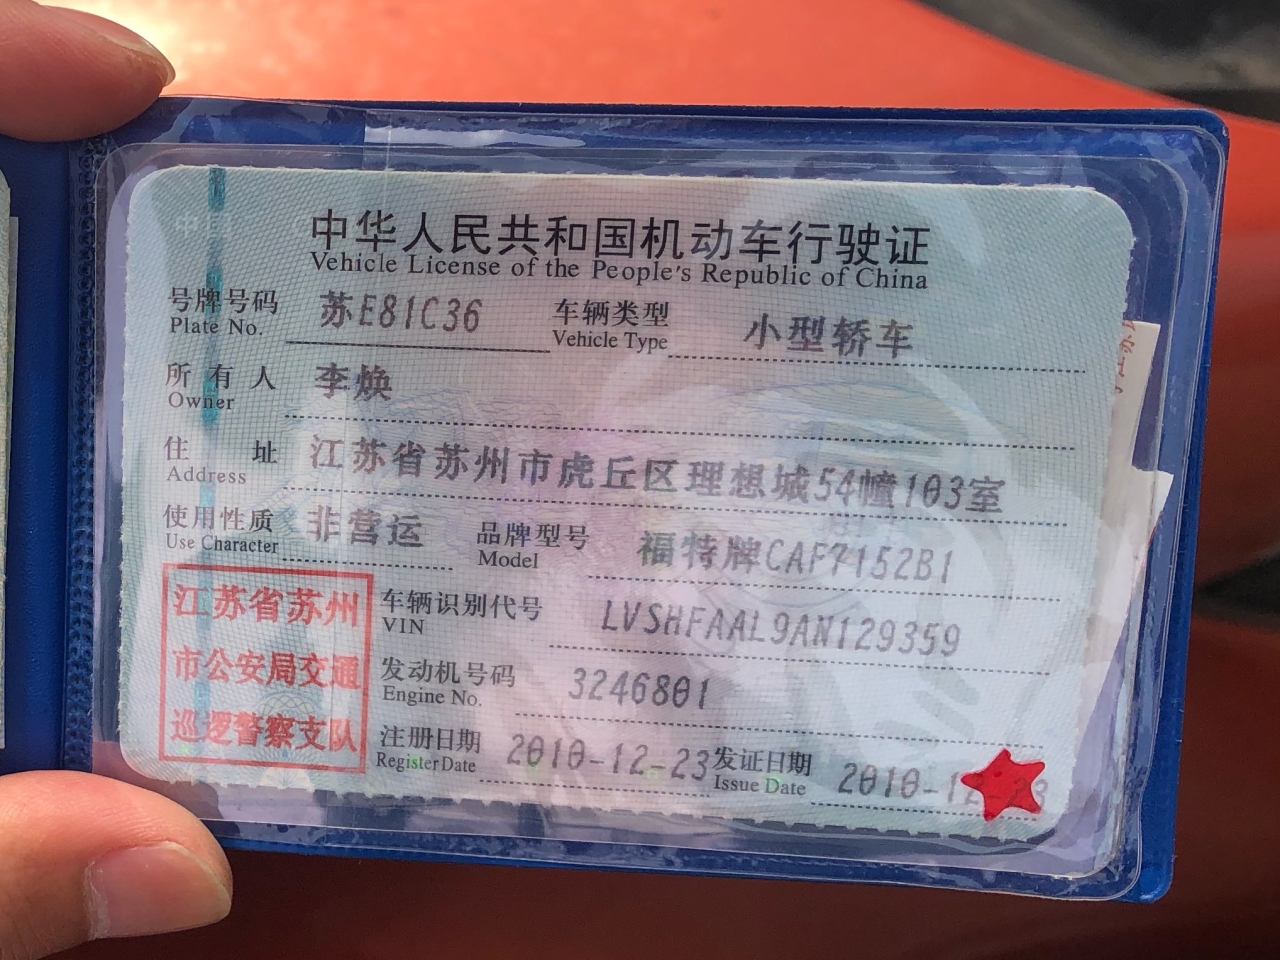 中华人民共和国机动车行驶证
Vehicle License of the People's Republic of China
号牌号码 苏E81C36 车辆类型 小型轿车
Plate No. Vehicle Type
所有人 李焕
Owner
住址 江苏省苏州市虎丘区理想城54幢103室
Address
使用性质 非营运 品牌型号 福特牌CAF7152B1
Use Character Model
江苏省苏州
市公安局交通
巡逻警察支队
车辆识别代号 LVSHFAAL9AN129359
VIN
发动机号码 3246801
Engine No.
注册日期 2010-12-23 发证日期 2010-1
Register Date Issue Date